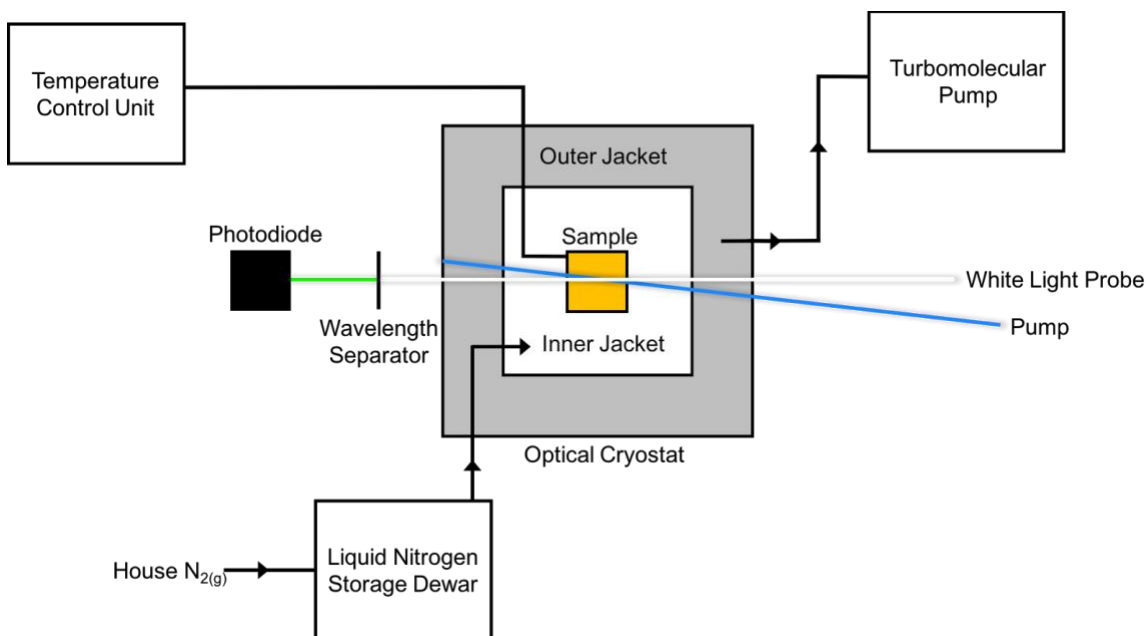 Temperature
Control Unit
Turbomolecular
Pump
Outer Jacket
Photodiode
Sample
White Light Probe
Pump
Wavelength
Separator
Inner Jacket
Optical Cryostat
House N₂(g)
Liquid Nitrogen
Storage Dewar